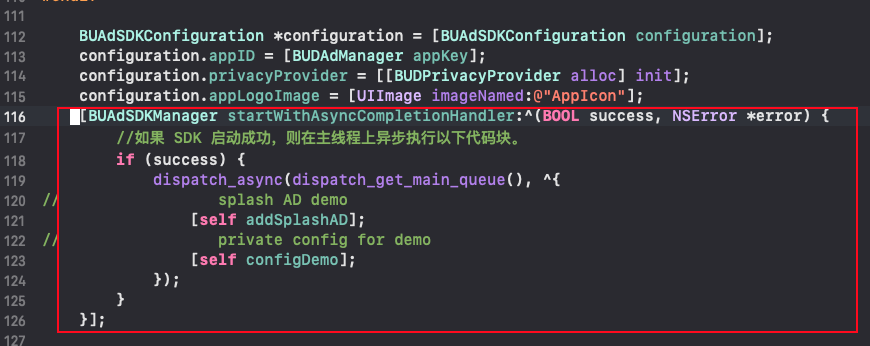 111
112 BUAdSDKConfiguration *configuration = [BUAdSDKConfiguration configuration];
113 configuration.appID = [BUDAdManager appKey];
114 configuration.privacyProvider = [[BUDPrivacyProvider alloc] init];
115 configuration.appLogoImage = [UIImage imageNamed:@"AppIcon"];
116 [BUAdSDKManager startWithAsyncCompletionHandler:^(BOOL success, NSError *error) {
117 //如果 SDK 启动成功，则在主线程上异步执行以下代码块。
118 if (success) {
119 dispatch_async(dispatch_get_main_queue(), ^{
120 // splash AD demo
121 [self addSplashAD];
122 // private config for demo
123 [self configDemo];
124 });
125 }
126 }];
127